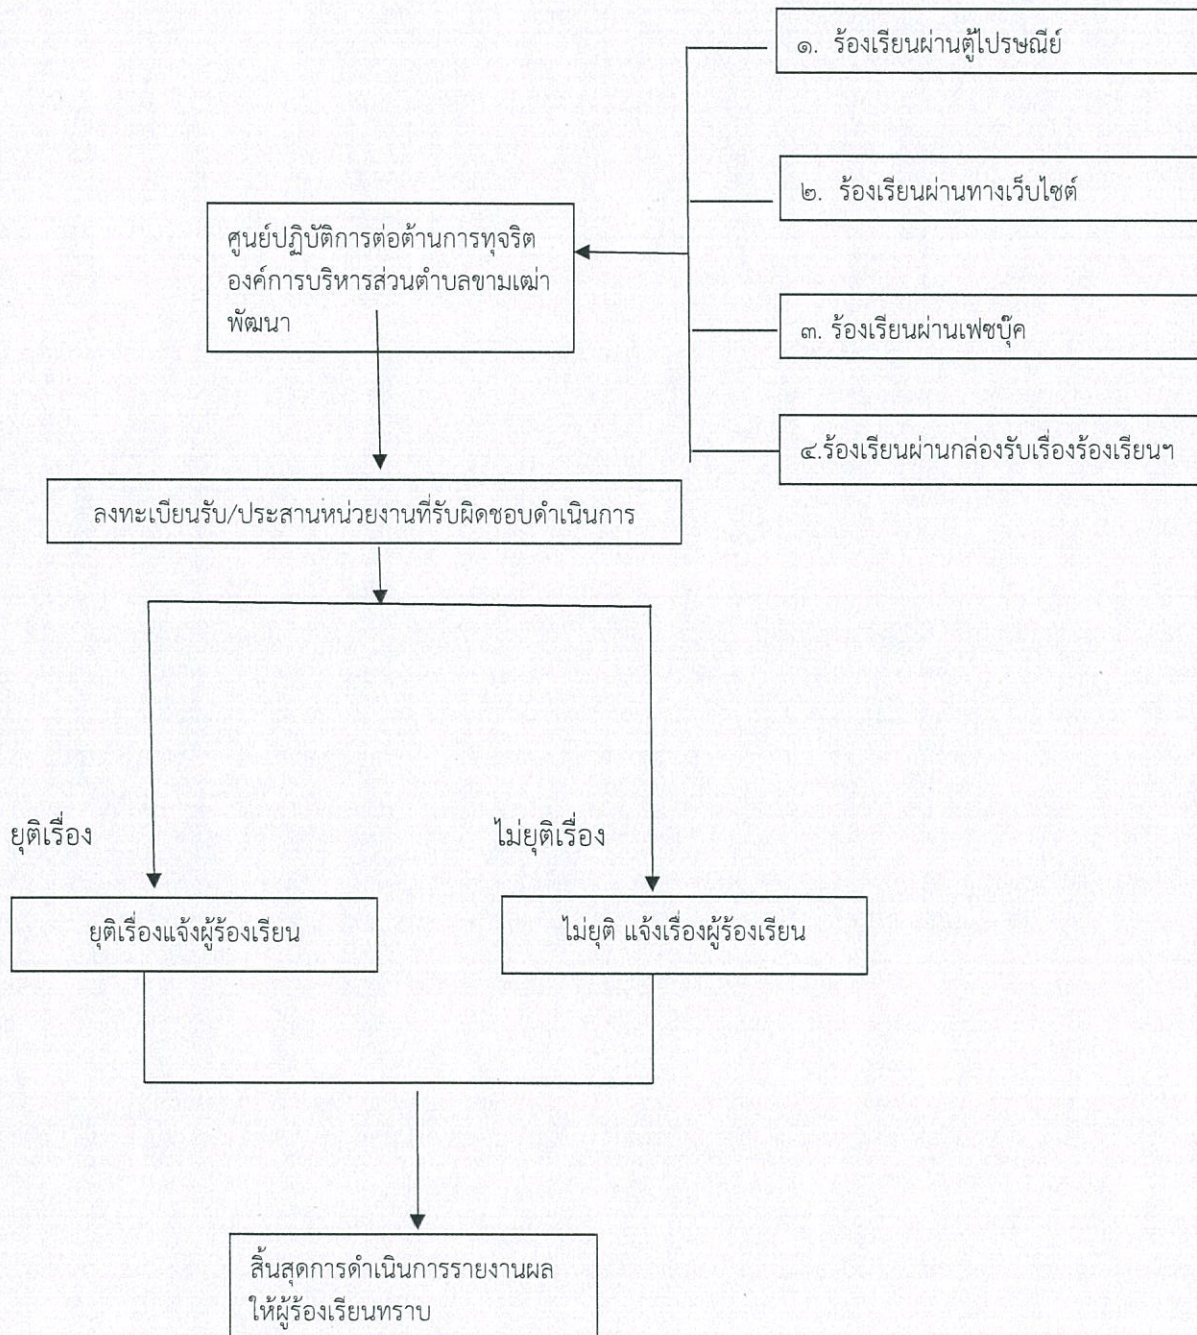 ๑. ร้องเรียนผ่านตู้ไปรษณีย์
๒. ร้องเรียนผ่านทางเว็บไซต์
ศูนย์ปฏิบัติการต่อต้านการทุจริต
องค์การบริหารส่วนตำบลขามเฒ่า
พัฒนา
๓. ร้องเรียนผ่านเฟซบุ๊ค
๔.ร้องเรียนผ่านกล่องรับเรื่องร้องเรียนฯ
ลงทะเบียนรับ/ประสานหน่วยงานที่รับผิดชอบดำเนินการ
ยุติเรื่อง
ไม่ยุติเรื่อง
ยุติเรื่องแจ้งผู้ร้องเรียน
ไม่ยุติ แจ้งเรื่องผู้ร้องเรียน
สิ้นสุดการดำเนินการรายงานผล
ให้ผู้ร้องเรียนทราบ